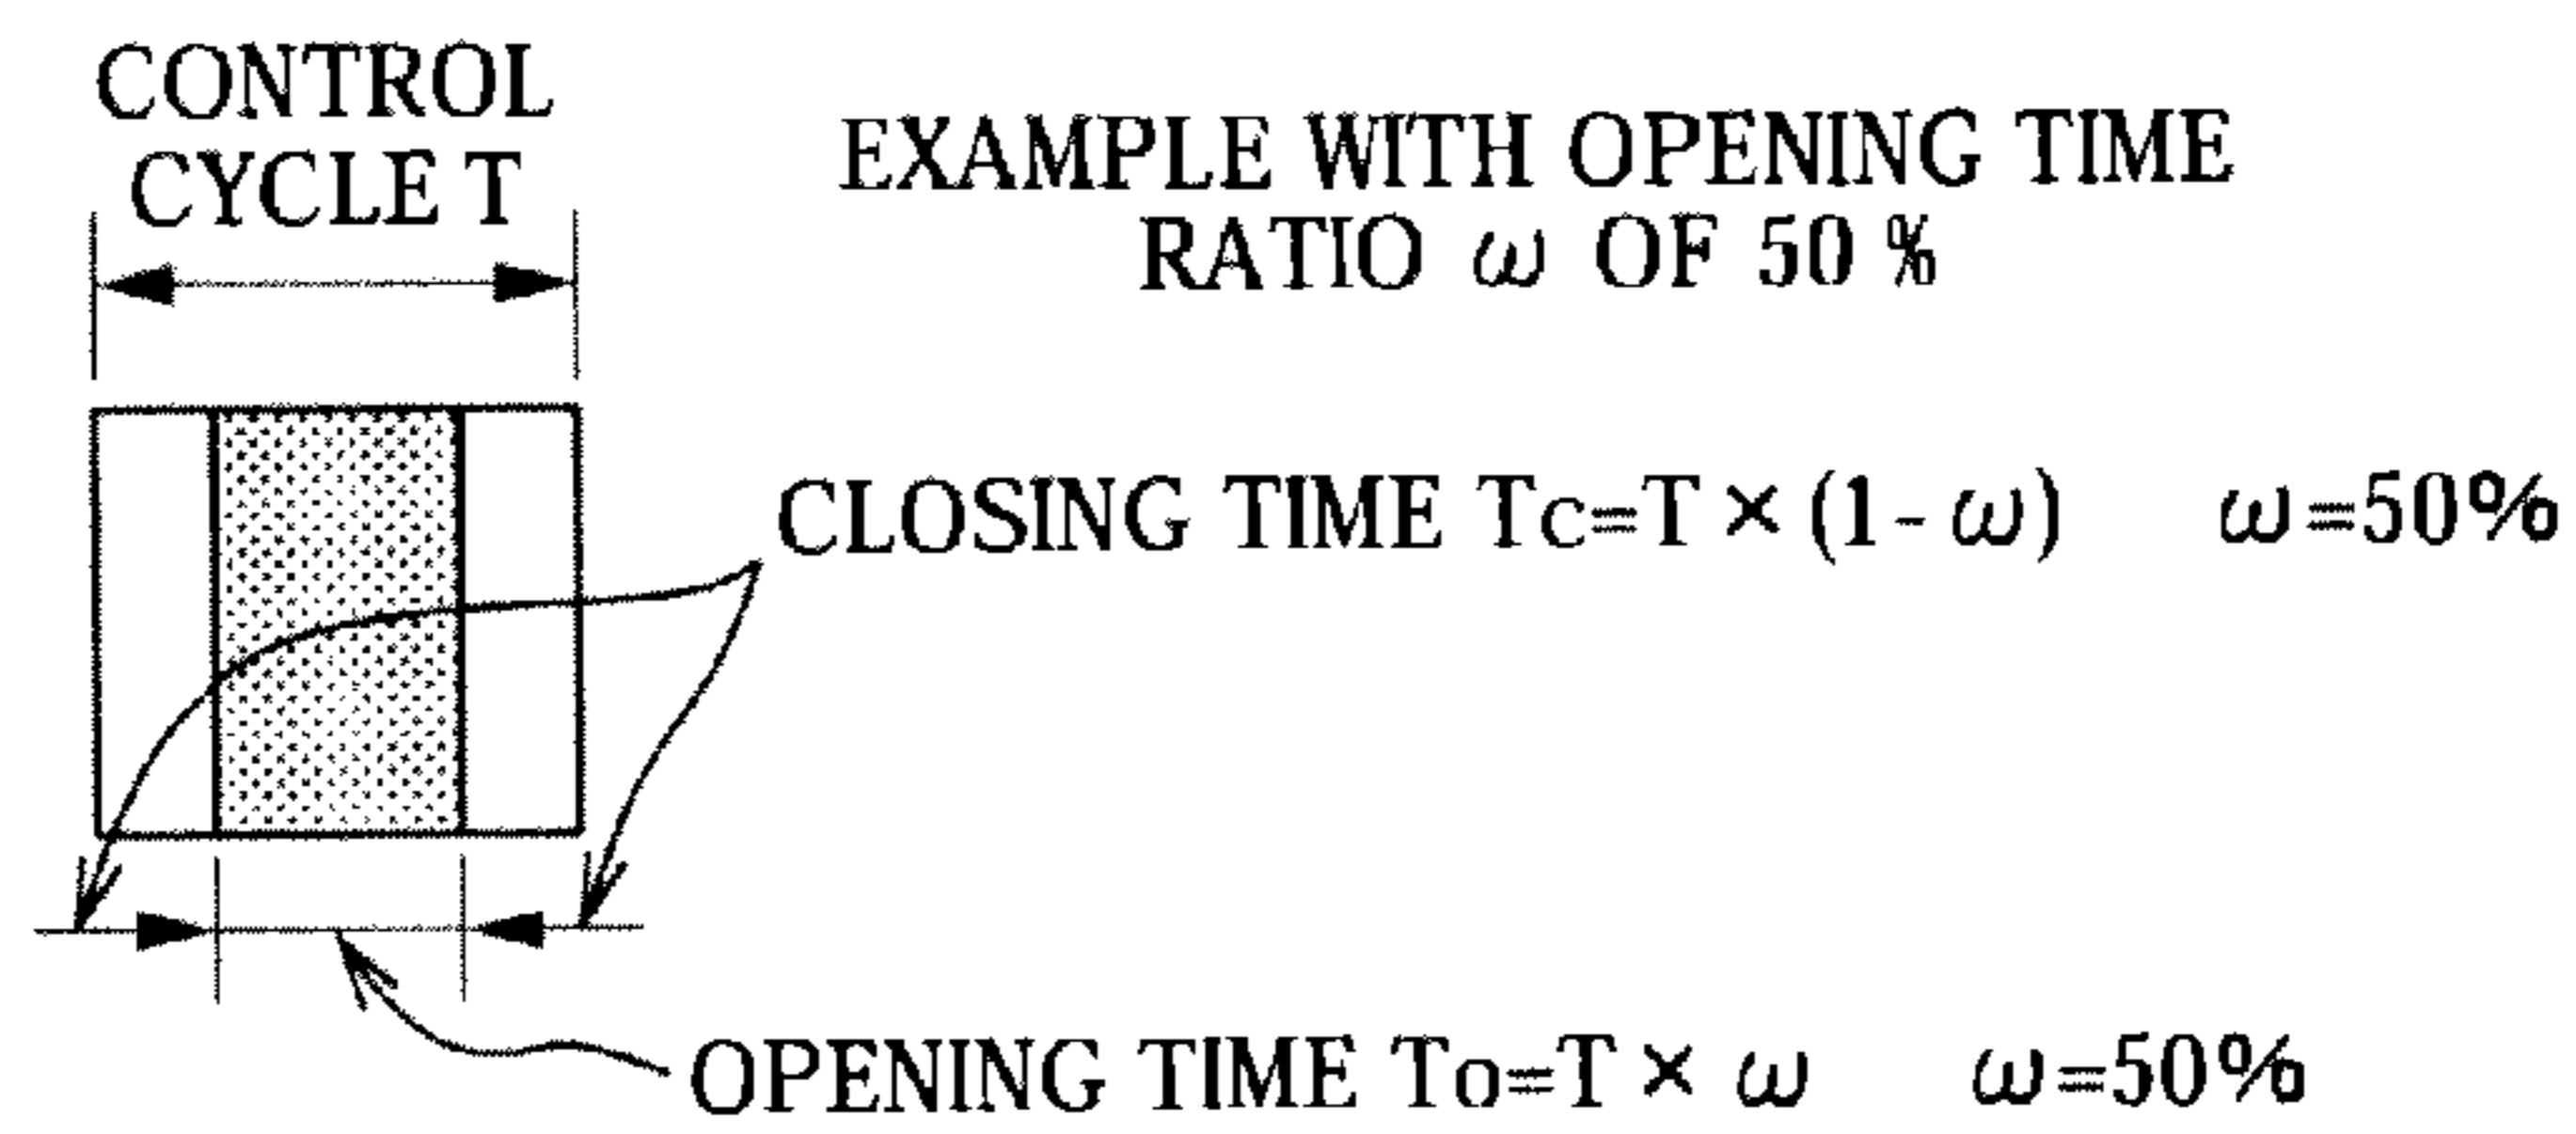 CONTROL
CYCLE T
EXAMPLE WITH OPENING TIME
RATIO ω OF 50 %
CLOSING TIME Tc=T × (1- ω) ω=50%
OPENING TIME To=T × ω ω=50%